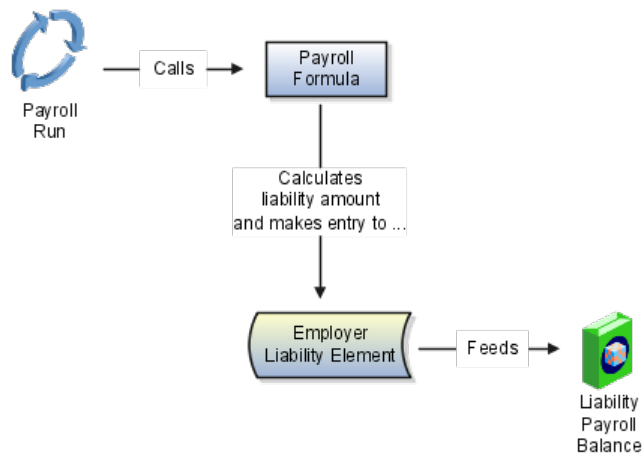 Calls
Payroll
Formula
Payroll
Run
Calculates
liability amount
and makes entry to ...
Employer
Liability Element
Feeds
Liability
Payroll
Balance